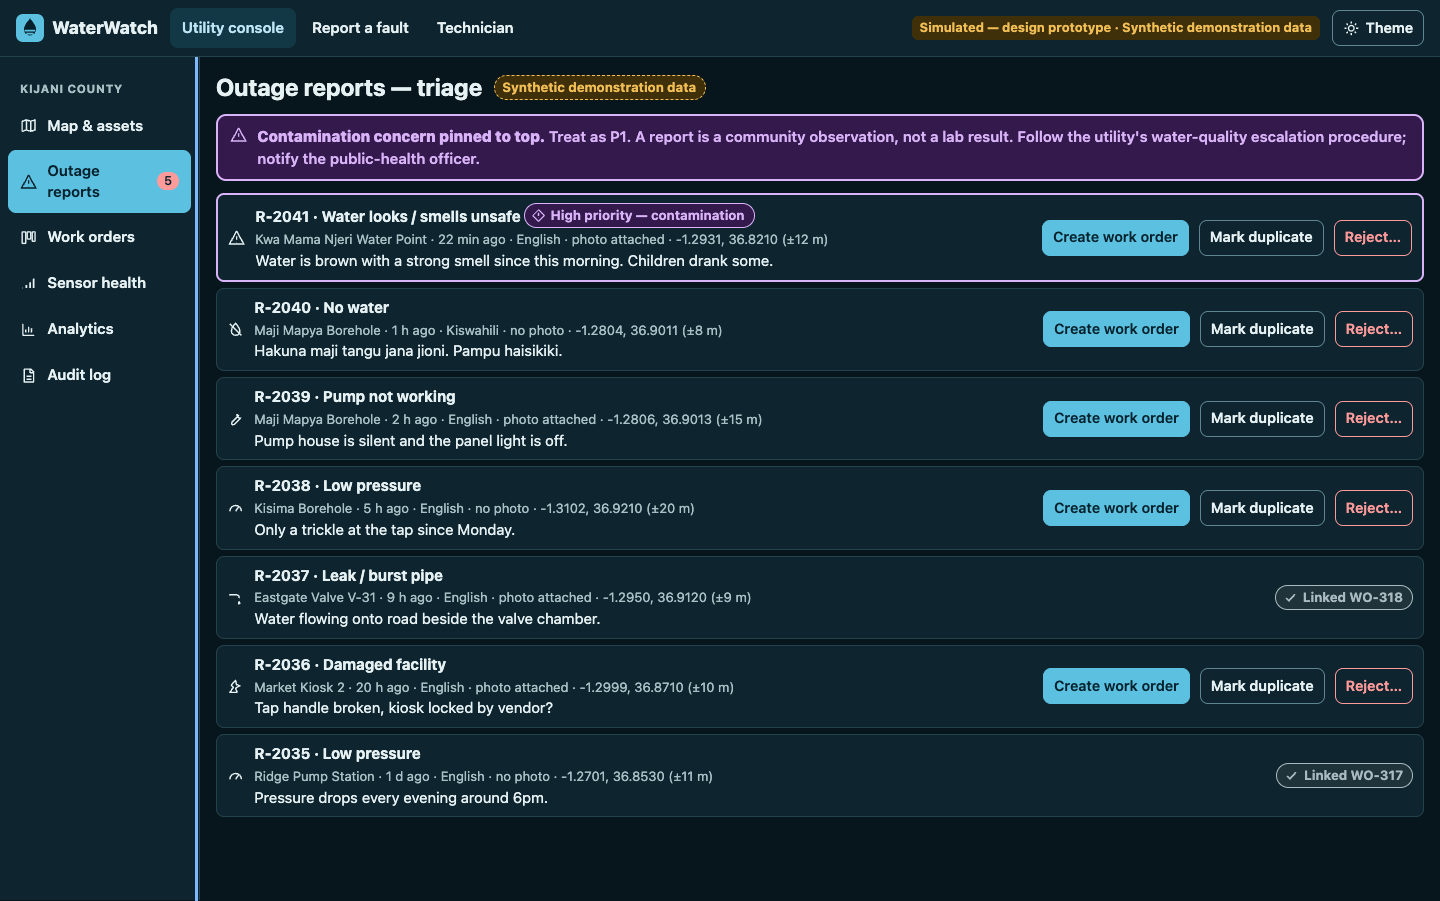 WaterWatch
Utility console
Report a fault
Technician
Simulated — design prototype · Synthetic demonstration data
Theme
KIJANI COUNTY
Map & assets
Outage
reports
5
Work orders
Sensor health
Analytics
Audit log
Outage reports — triage
Synthetic demonstration data
Contamination concern pinned to top. Treat as P1. A report is a community observation, not a lab result. Follow the utility's water-quality escalation procedure;
notify the public-health officer.
R-2041 · Water looks / smells unsafe
High priority — contamination
Kwa Mama Njeri Water Point · 22 min ago · English · photo attached · -1.2931, 36.8210 (±12 m)
Water is brown with a strong smell since this morning. Children drank some.
Create work order
Mark duplicate
Reject...
R-2040 · No water
Maji Mapya Borehole · 1 h ago · Kiswahili · no photo · -1.2804, 36.9011 (±8 m)
Hakuna maji tangu jana jioni. Pampu haisikiki.
Create work order
Mark duplicate
Reject...
R-2039 · Pump not working
Maji Mapya Borehole · 2 h ago · English · photo attached · -1.2806, 36.9013 (±15 m)
Pump house is silent and the panel light is off.
Create work order
Mark duplicate
Reject...
R-2038 · Low pressure
Kisima Borehole · 5 h ago · English · no photo · -1.3102, 36.9210 (±20 m)
Only a trickle at the tap since Monday.
Create work order
Mark duplicate
Reject...
R-2037 · Leak / burst pipe
Eastgate Valve V-31 · 9 h ago · English · photo attached · -1.2950, 36.9120 (±9 m)
Water flowing onto road beside the valve chamber.
Linked WO-318
R-2036 · Damaged facility
Market Kiosk 2 · 20 h ago · English · photo attached · -1.2999, 36.8710 (±10 m)
Tap handle broken, kiosk locked by vendor?
Create work order
Mark duplicate
Reject...
R-2035 · Low pressure
Ridge Pump Station · 1 d ago · English · no photo · -1.2701, 36.8530 (±11 m)
Pressure drops every evening around 6pm.
Linked WO-317